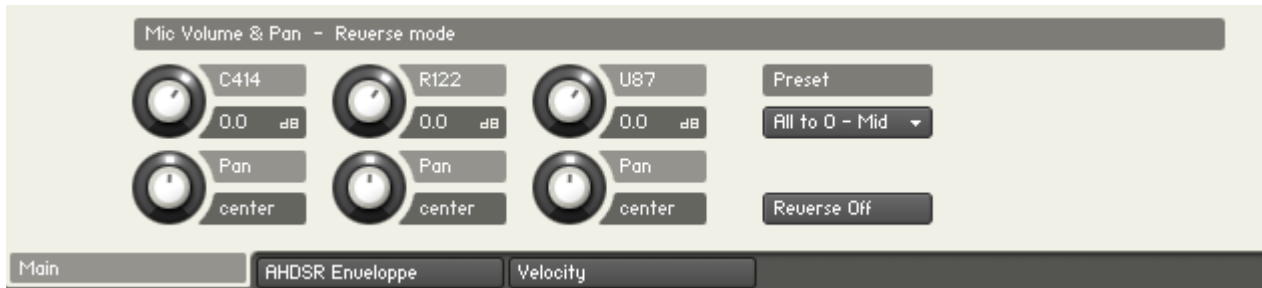 Mic Volume & Pan - Reverse mode
C414 R122 U87 Preset
0.0 dB 0.0 dB 0.0 dB All to 0 - Mid
Pan Pan Pan
center center center Reverse Off
Main AHDSR Enveloppe Velocity